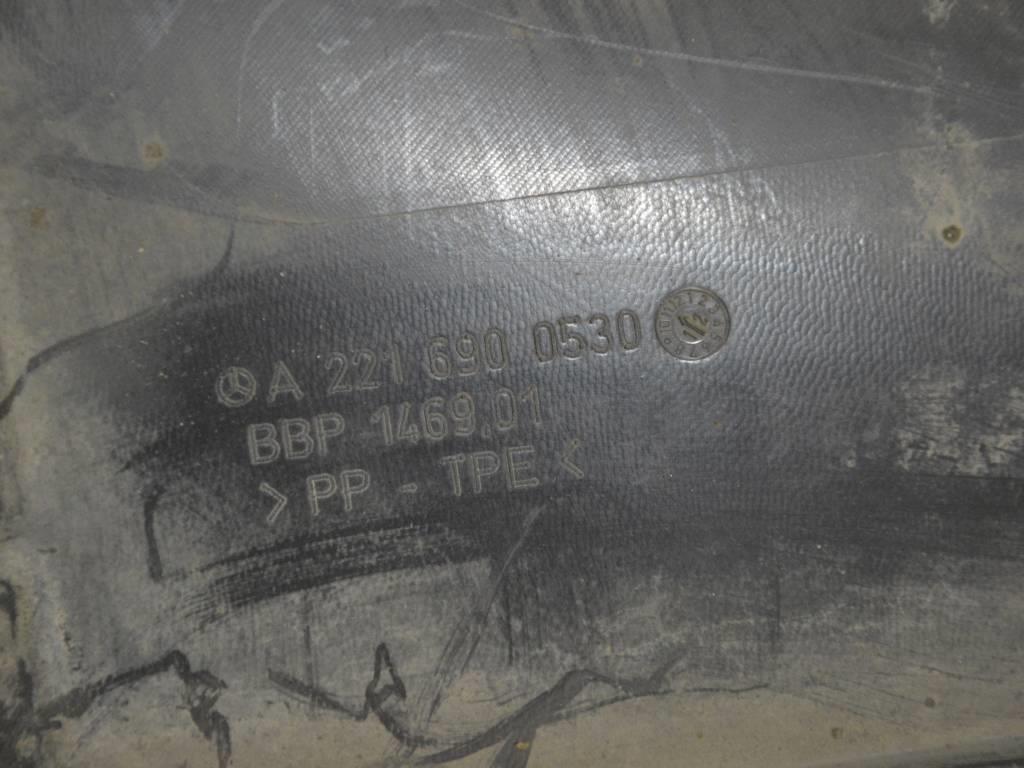 A 221 690 0530
BBP 1469.01
> PP - TPE <